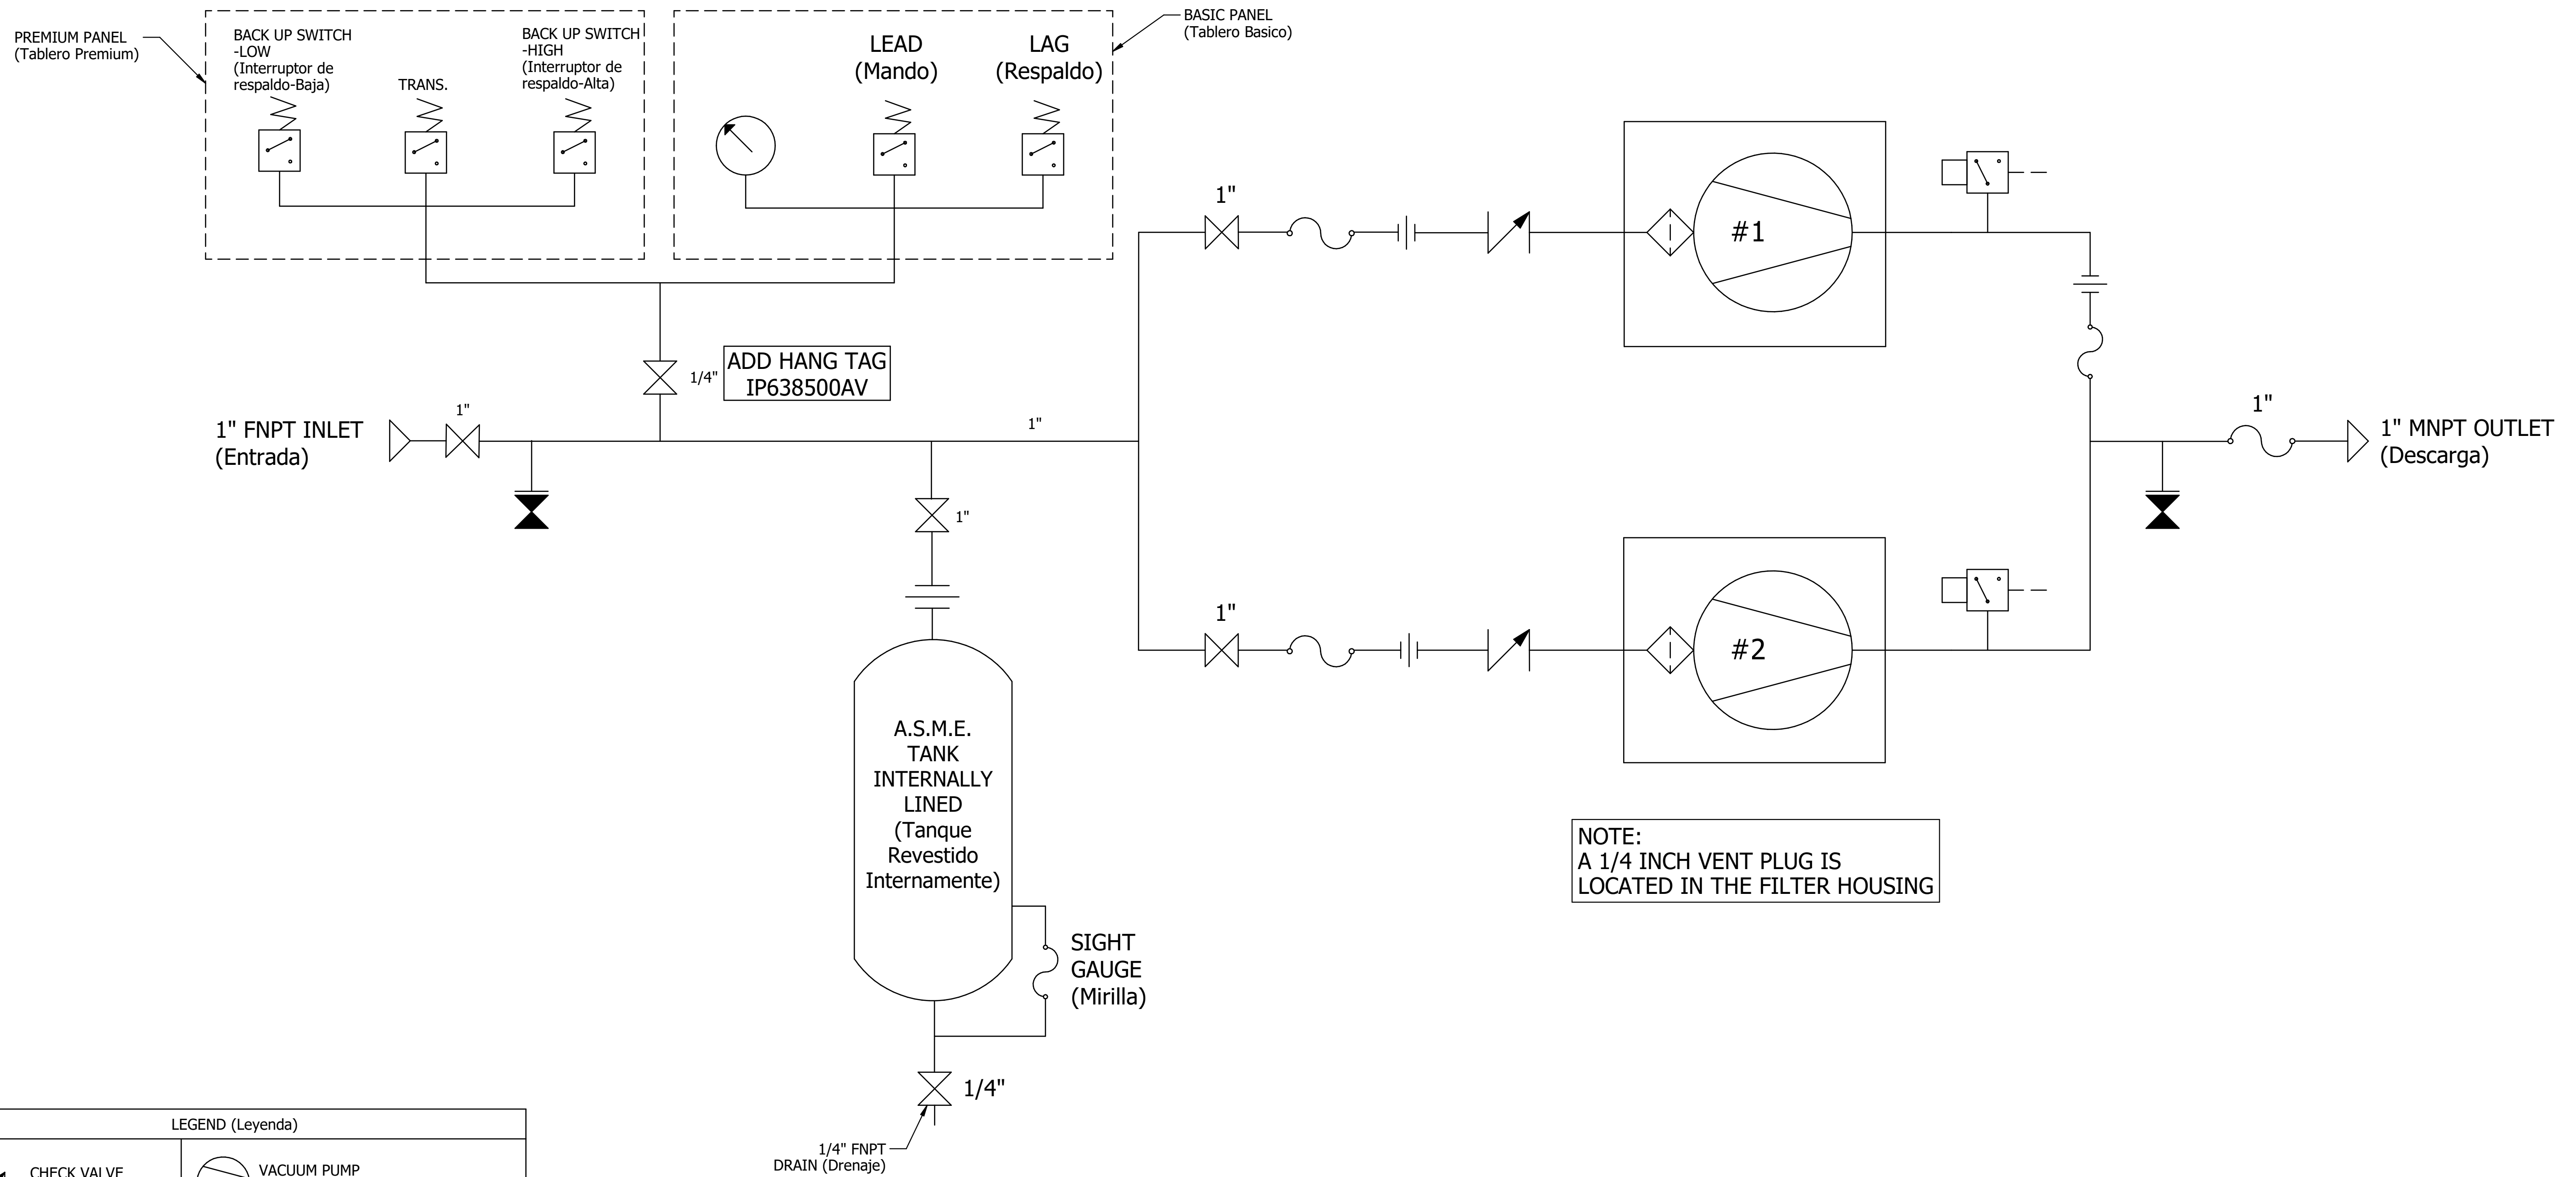 PREMIUM PANEL
(Tablero Premium)
BACK UP SWITCH
-LOW
(Interruptor de
respaldo-Baja)
TRANS.
BACK UP SWITCH
-HIGH
(Interruptor de
respaldo-Alta)
LEAD
(Mando)
LAG
(Respaldo)
BASIC PANEL
(Tablero Basico)
1/4"
ADD HANG TAG
IP638500AV
1" FNPT INLET
(Entrada)
1"
1"
1"
1"
#1
1"
1" MNPT OUTLET
(Descarga)
1"
#2
A.S.M.E.
TANK
INTERNALLY
LINED
(Tanque
Revestido
Internamente)
SIGHT
GAUGE
(Mirilla)
1/4"
1/4" FNPT
DRAIN (Drenaje)
NOTE:
A 1/4 INCH VENT PLUG IS
LOCATED IN THE FILTER HOUSING
LEGEND (Leyenda)
CHECK VALVE
VACUUM PUMP